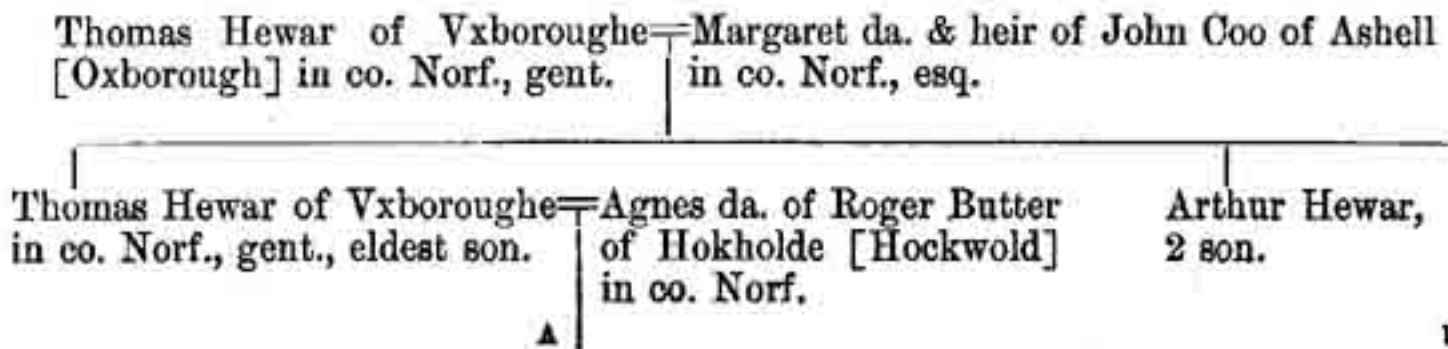 Thomas Hewar of Vxboroughe=Margaret da. & heir of John Coo of Ashell
[Oxborough] in co. Norf., gent. in co. Norf., esq.
Thomas Hewar of Vxboroughe=Agnes da. of Roger Butter Arthur Hewar,
in co. Norf., gent., eldest son. of Hokholde [Hockwold] 2 son.
in co. Norf.
A